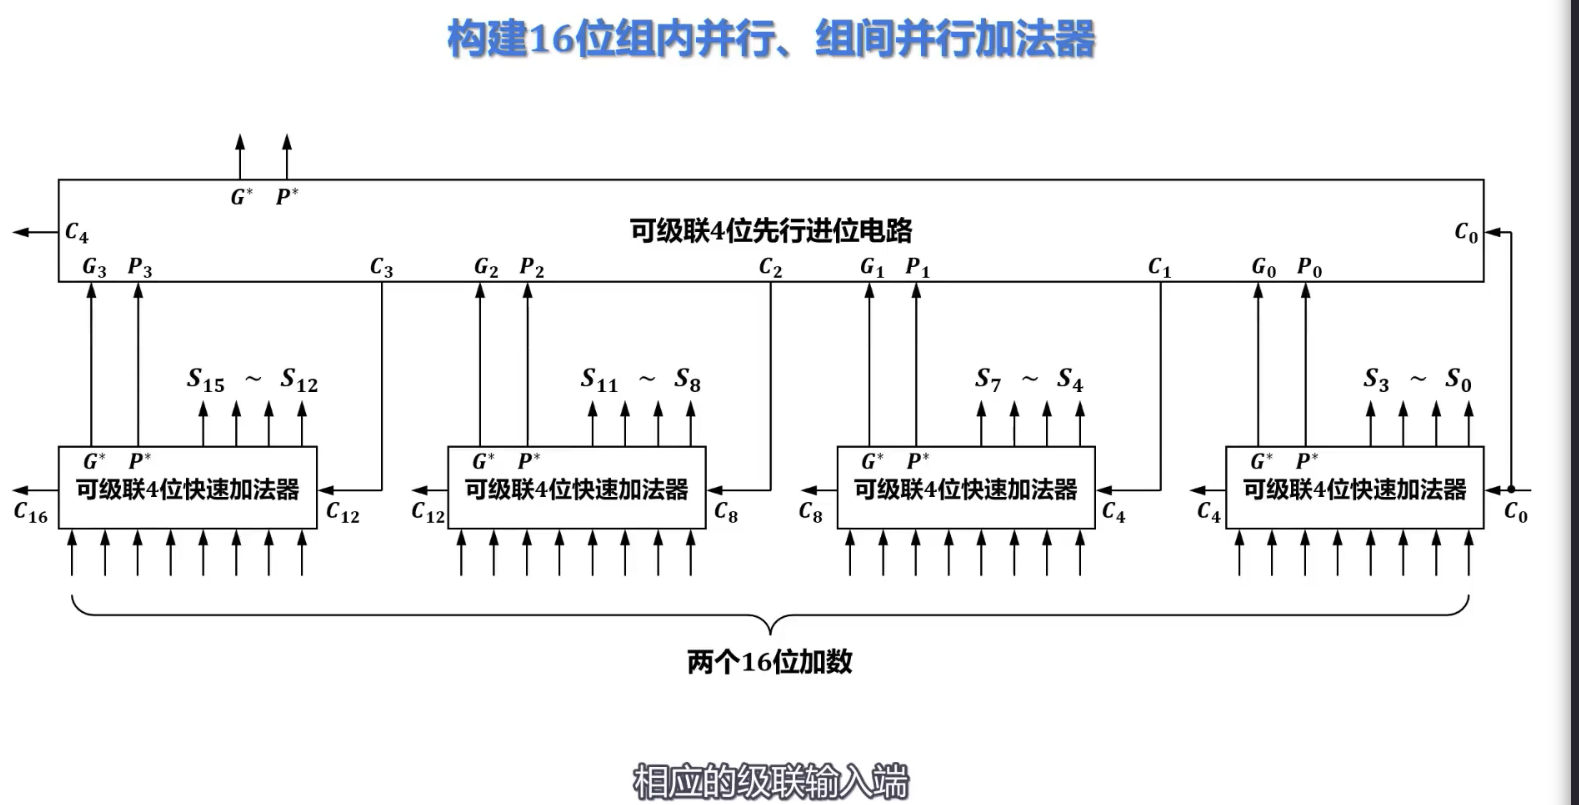 构建16位组内并行、组间并行加法器
G* P*
C₄ 可级联4位先行进位电路 C₀
G₃ P₃ C₃ G₂ P₂ C₂ G₁ P₁ C₁ G₀ P₀
S₁₅ ~ S₁₂ S₁₁ ~ S₈ S₇ ~ S₄ S₃ ~ S₀
G* P* G* P* G* P* G* P*
可级联4位快速加法器 可级联4位快速加法器 可级联4位快速加法器 可级联4位快速加法器
C₁₆ C₁₂ C₁₂ C₈ C₈ C₄ C₄ C₀
两个16位加数
相应的级联输入端